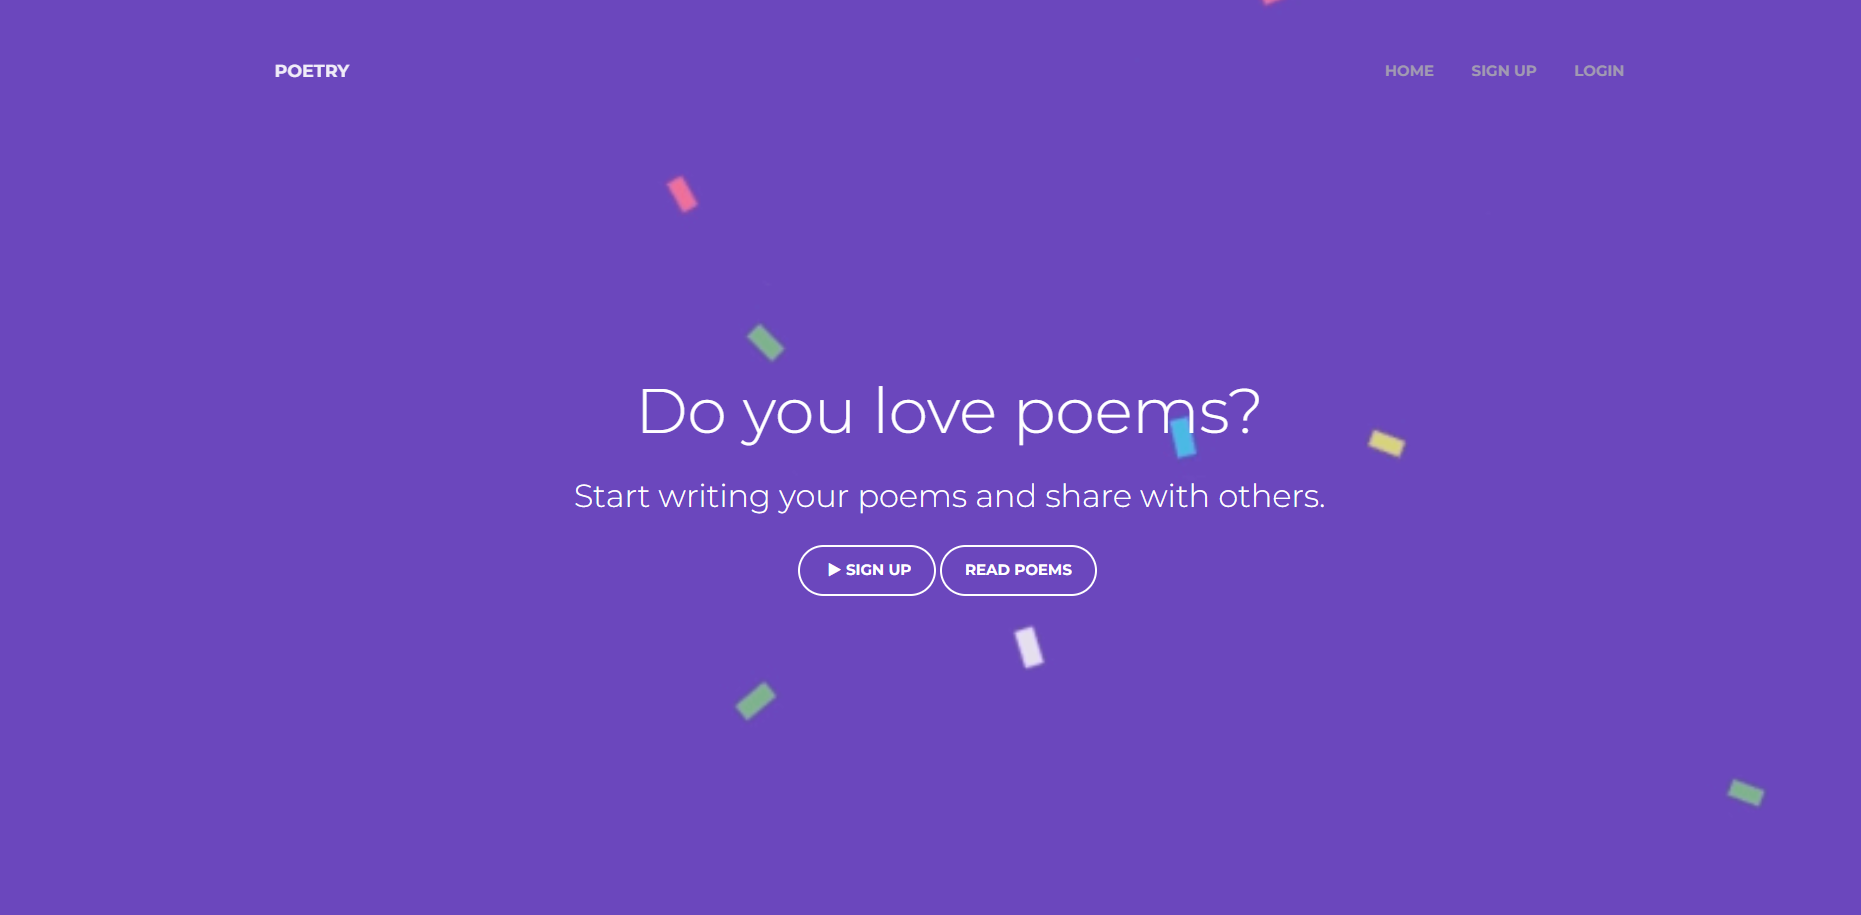 POETRY
HOME SIGN UP LOGIN
Do you love poems?
Start writing your poems and share with others.
SIGN UP READ POEMS